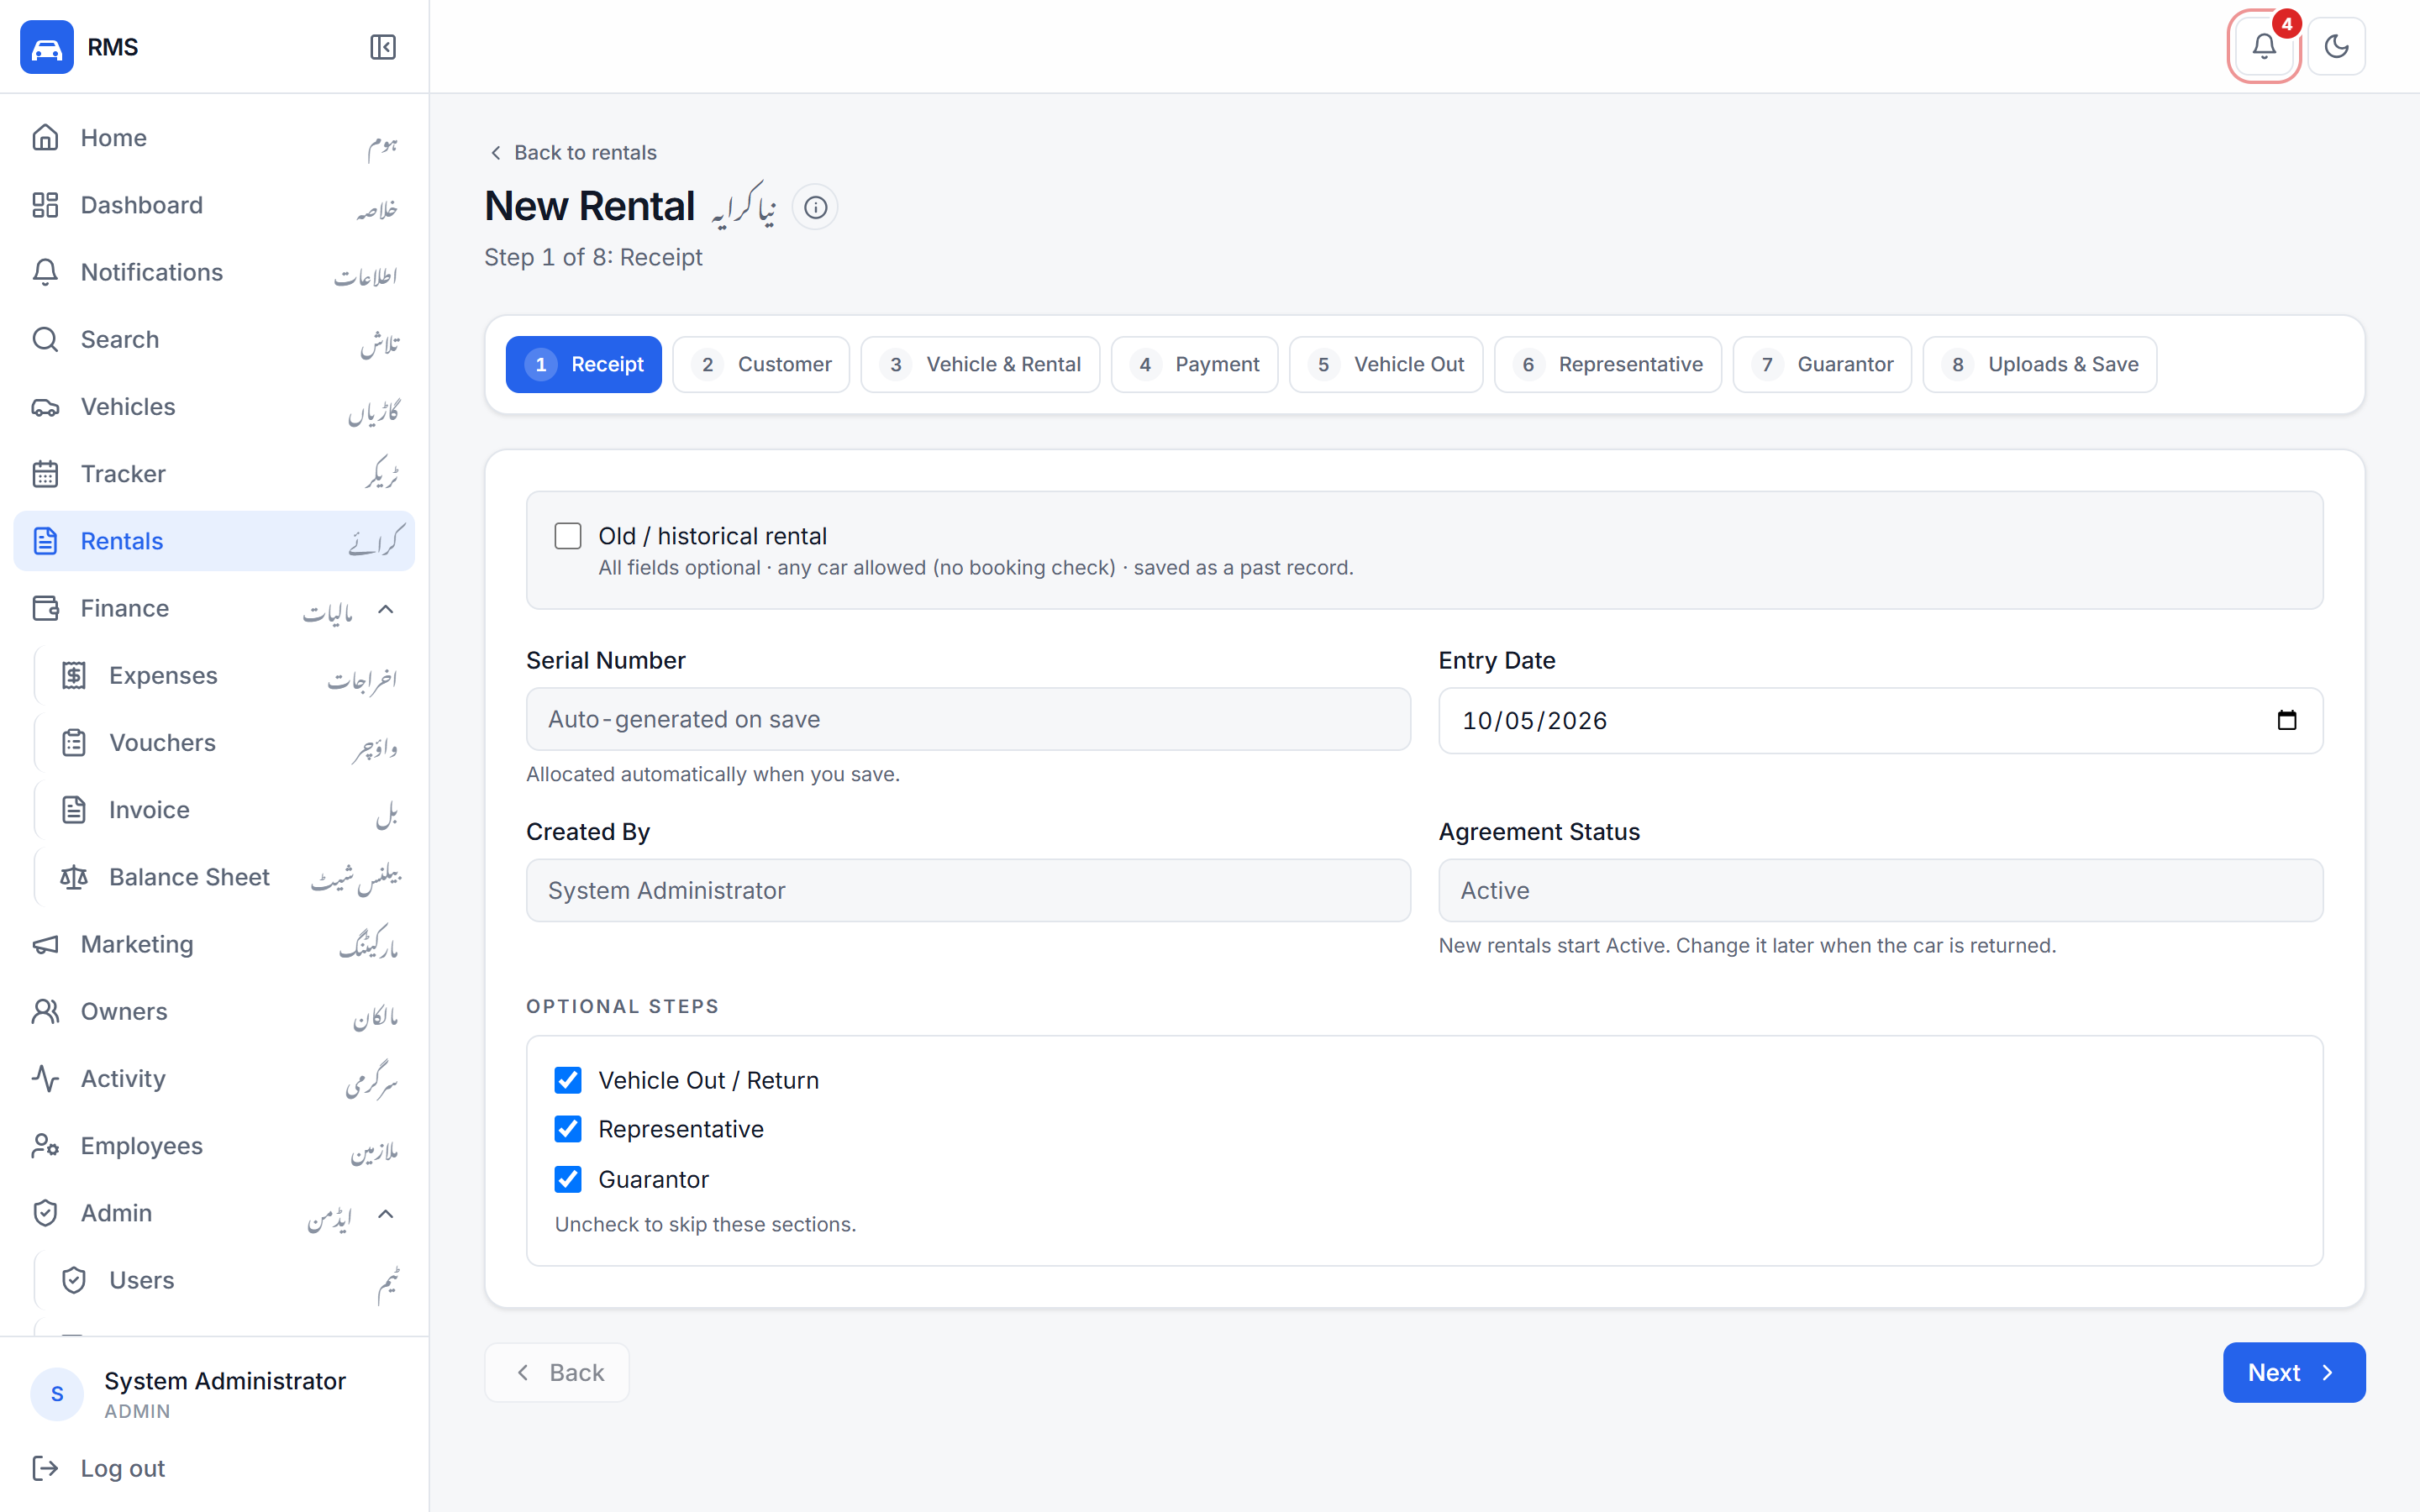 RMS
4
Home ہوم
Dashboard خلاصہ
Notifications اطلاعات
Search تلاش
Vehicles گاڑیاں
Tracker ٹریکر
Rentals کرائے
Finance مالیات
Expenses اخراجات
Vouchers واؤچر
Invoice بل
Balance Sheet بیلنس شیٹ
Marketing مارکیٹنگ
Owners مالکان
Activity سرگرمی
Employees ملازمین
Admin ایڈمن
Users ٹیم
S
System Administrator
ADMIN
Log out
Back to rentals
New Rental نیا کرایہ
Step 1 of 8: Receipt
1 Receipt 2 Customer 3 Vehicle & Rental 4 Payment 5 Vehicle Out 6 Representative 7 Guarantor 8 Uploads & Save
Old / historical rental
All fields optional · any car allowed (no booking check) · saved as a past record.
Serial Number Entry Date
Auto-generated on save 10/05/2026
Allocated automatically when you save.
Created By Agreement Status
System Administrator Active
New rentals start Active. Change it later when the car is returned.
OPTIONAL STEPS
Vehicle Out / Return
Representative
Guarantor
Uncheck to skip these sections.
Back Next